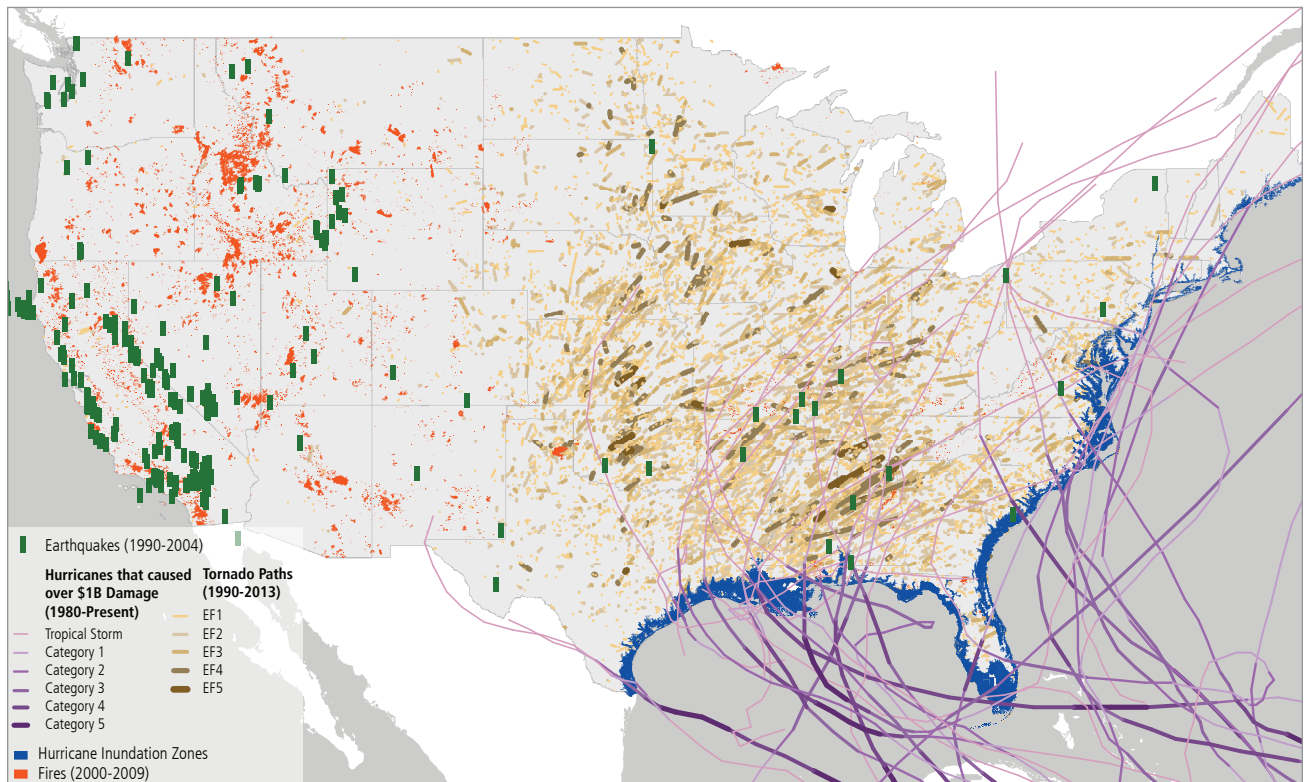 Earthquakes (1990-2004)
Hurricanes that caused
over $1B Damage
(1980-Present)
Tropical Storm
Category 1
Category 2
Category 3
Category 4
Category 5
Tornado Paths
(1990-2013)
EF1
EF2
EF3
EF4
EF5
Hurricane Inundation Zones
Fires (2000-2009)